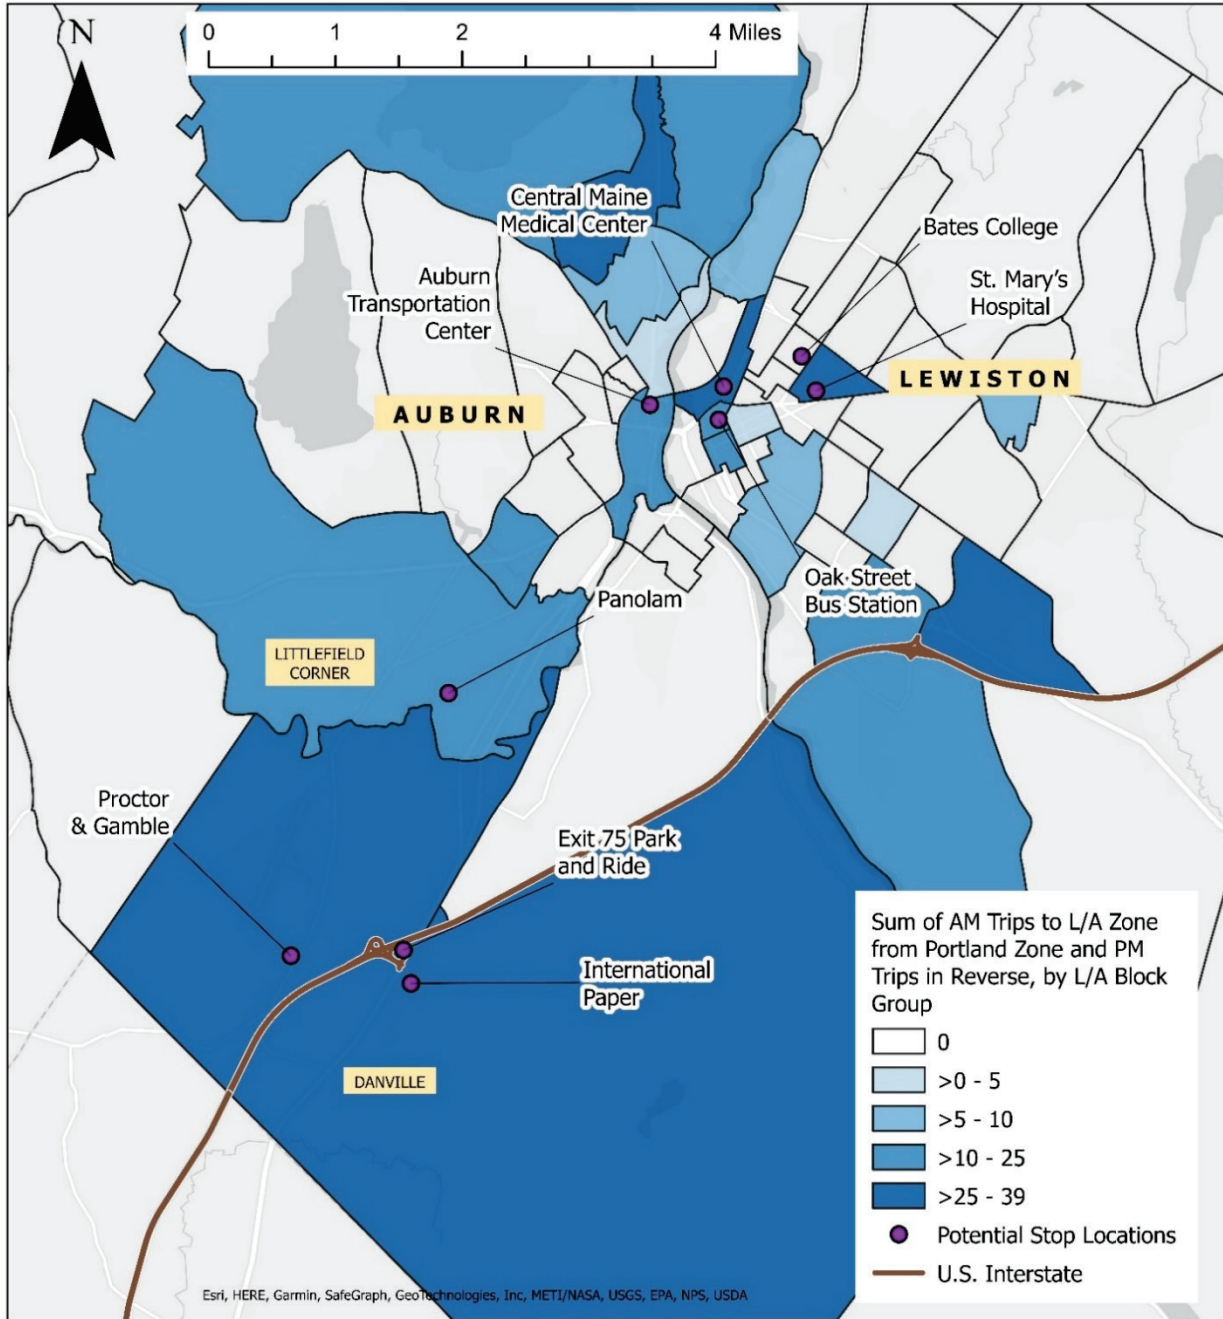 N
0 1 2 4 Miles
Central Maine
Medical Center
Bates College
Auburn
Transportation
Center
St. Mary's
Hospital
LEWISTON
AUBURN
Oak Street
Bus Station
Panolam
LITTLEFIELD
CORNER
Proctor
& Gamble
Exit 75 Park
and Ride
International
Paper
DANVILLE
Sum of AM Trips to L/A Zone
from Portland Zone and PM
Trips in Reverse, by L/A Block
Group
0
>0 - 5
>5 - 10
>10 - 25
>25 - 39
Potential Stop Locations
U.S. Interstate
Esri, HERE, Garmin, SafeGraph, GeoTechnologies, Inc, METI/NASA, USGS, EPA, NPS, USDA